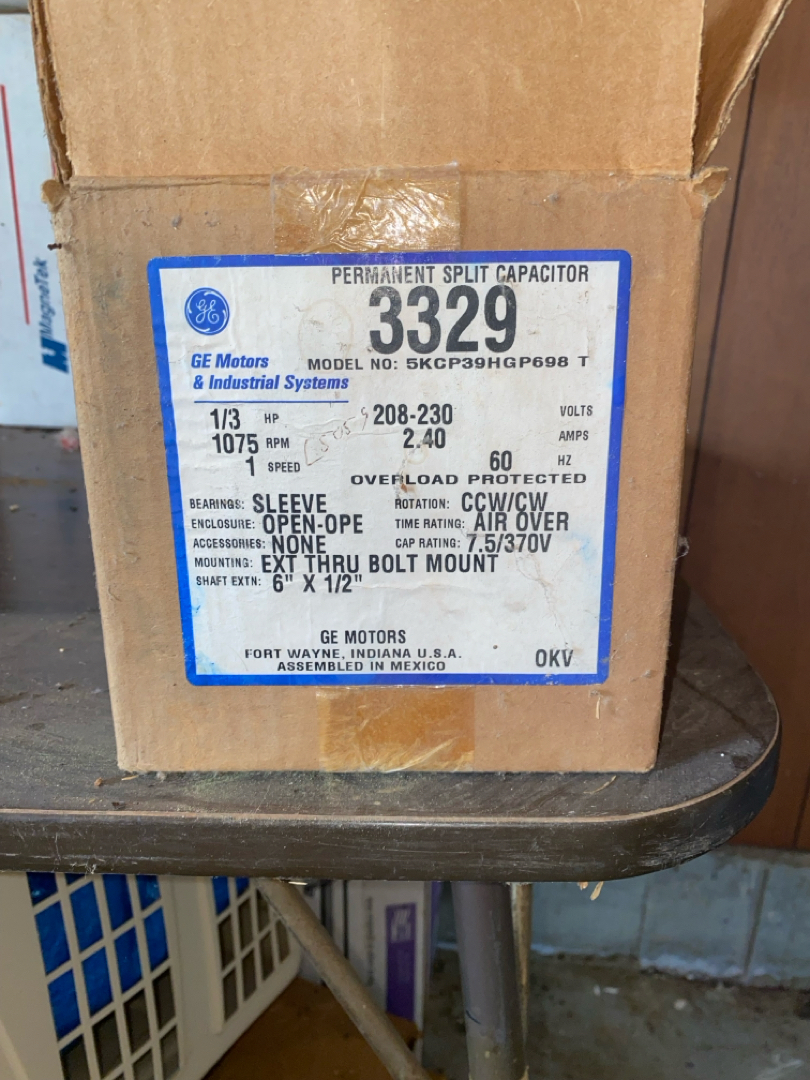 PERMANENT SPLIT CAPACITOR
3329
GE
GE Motors
& Industrial Systems
MODEL NO: 5KCP39HGP698 T
1/3 HP 208-230 VOLTS
1075 RPM 2.40 AMPS
1 SPEED 60 HZ
OVERLOAD PROTECTED
BEARINGS: SLEEVE ROTATION: CCW/CW
ENCLOSURE: OPEN-OPE TIME RATING: AIR OVER
ACCESSORIES: NONE CAP RATING: 7.5/370V
MOUNTING: EXT THRU BOLT MOUNT
SHAFT EXTN: 6" X 1/2"
GE MOTORS
FORT WAYNE, INDIANA U.S.A.
ASSEMBLED IN MEXICO
OKV
MagnaTek